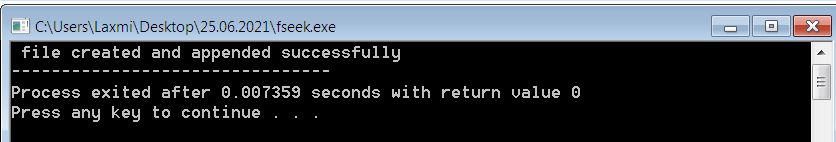 C:\Users\Laxmi\Desktop\25.06.2021\fseek.exe
file created and appended successfully
--------------------------------
Process exited after 0.007359 seconds with return value 0
Press any key to continue . . .